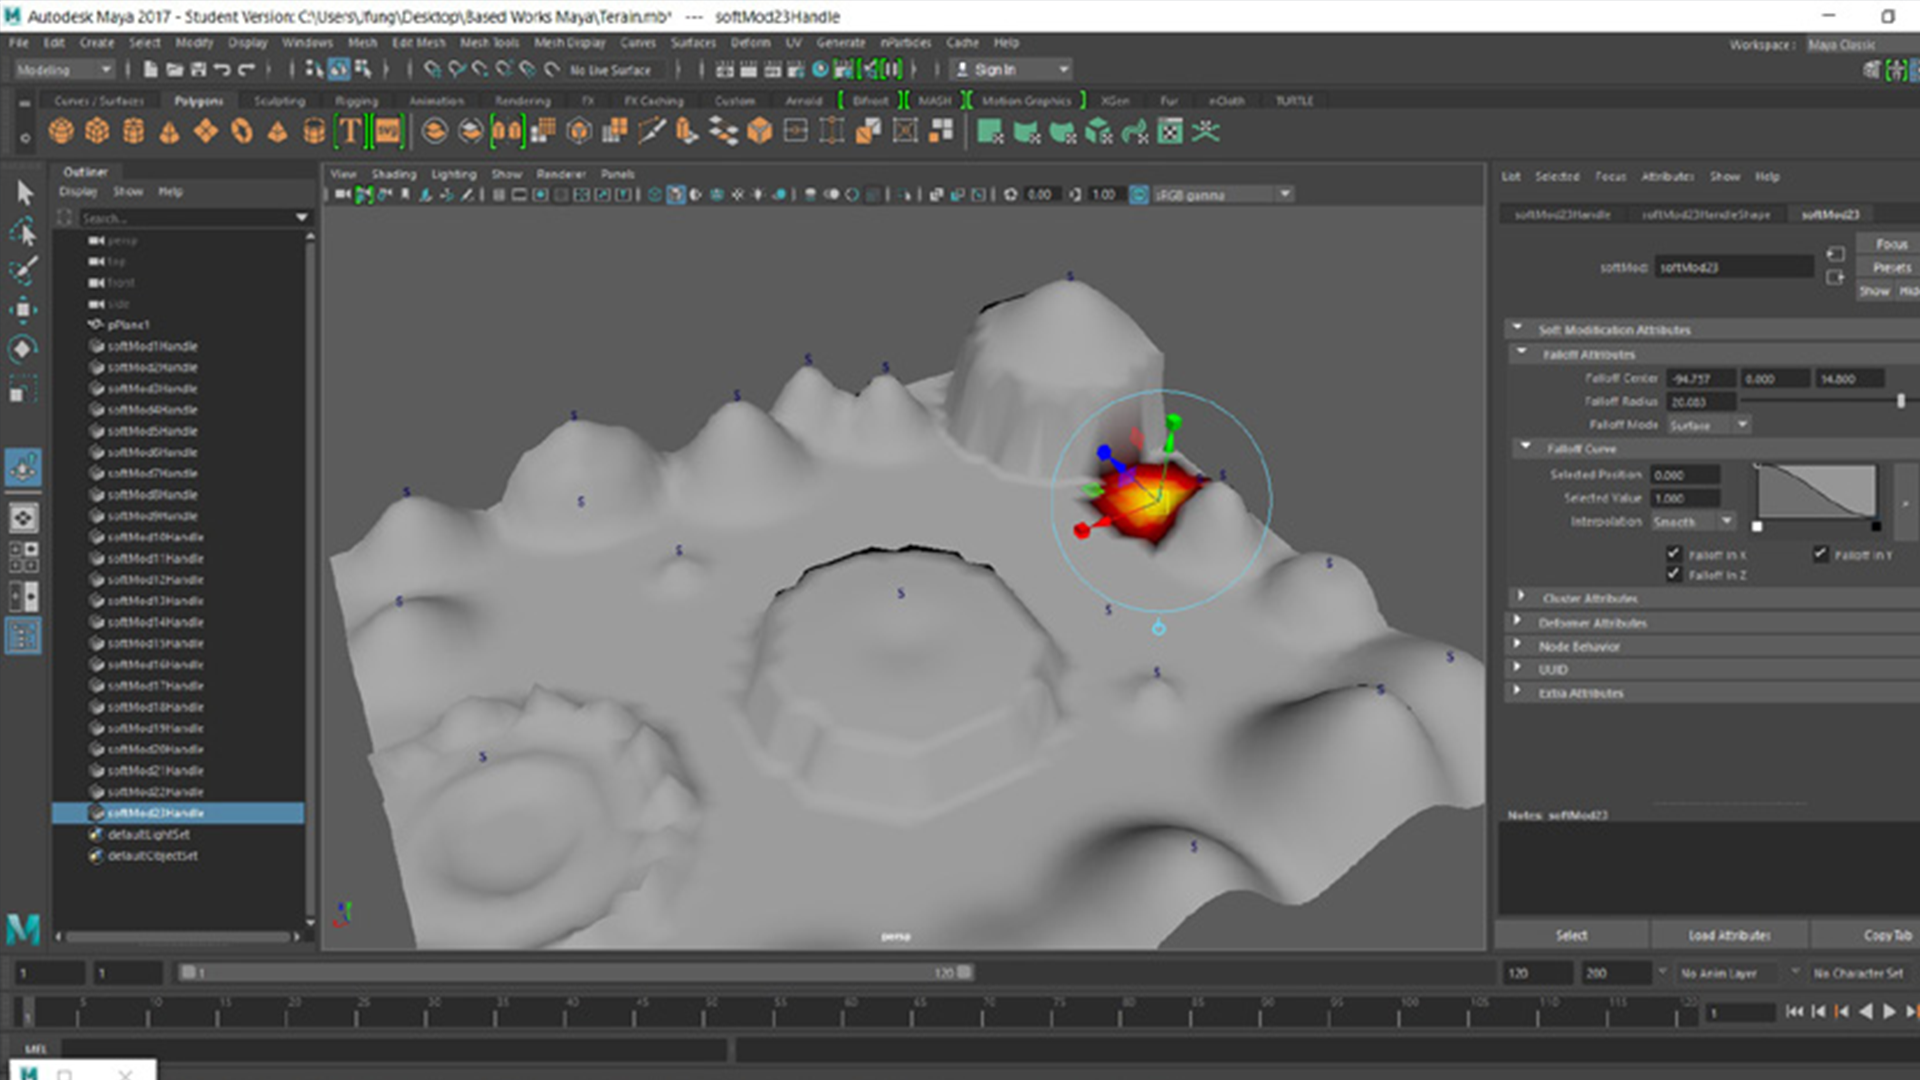 Autodesk Maya 2017 - Student Version: C:\Users\Jfung\Desktop\Based Works Maya\Terain.mb* --- softMod23Handle
File Edit Create Select Modify Display Windows Mesh Edit Mesh Mesh Tools Mesh Display Curves Surfaces Deform UV Generate nParticles Cache Help
Workspace : Maya Classic
Modeling No Live Surface Sign In
Curves / Surfaces Polygons Sculpting Rigging Animation Rendering FX FX Caching Custom Arnold Bifrost MASH Motion Graphics XGen Fur nCloth TURTLE
T SVG
Outliner
Display Show Help
Search...
persp
top
front
side
pPlane1
softMod1Handle
softMod2Handle
softMod3Handle
softMod4Handle
softMod5Handle
softMod6Handle
softMod7Handle
softMod8Handle
softMod9Handle
softMod10Handle
softMod11Handle
softMod12Handle
softMod13Handle
softMod14Handle
softMod15Handle
softMod16Handle
softMod17Handle
softMod18Handle
softMod19Handle
softMod20Handle
softMod21Handle
softMod22Handle
softMod23Handle
defaultLightSet
defaultObjectSet
View Shading Lighting Show Renderer Panels
0.00 1.00 sRGB gamma
persp
List Selected Focus Attributes Show Help
softMod23Handle softMod23HandleShape softMod23
softMod: softMod23
Focus
Presets
Show
Soft Modification Attributes
Falloff Attributes
Falloff Center -94.737 0.000 14.800
Falloff Radius 20.083
Falloff Mode Surface
Falloff Curve
Selected Position 0.000
Selected Value 1.000
Interpolation Smooth
Falloff In X Falloff In Y
Falloff In Z
Cluster Attributes
Deformer Attributes
Node Behavior
UUID
Extra Attributes
Notes: softMod23
Select Load Attributes Copy Tab
1 1 1 120 120 200 No Anim Layer No Character Set
1 5 10 15 20 25 30 35 40 45 50 55 60 65 70 75 80 85 90 95 100 105 110 115 120 1
MEL